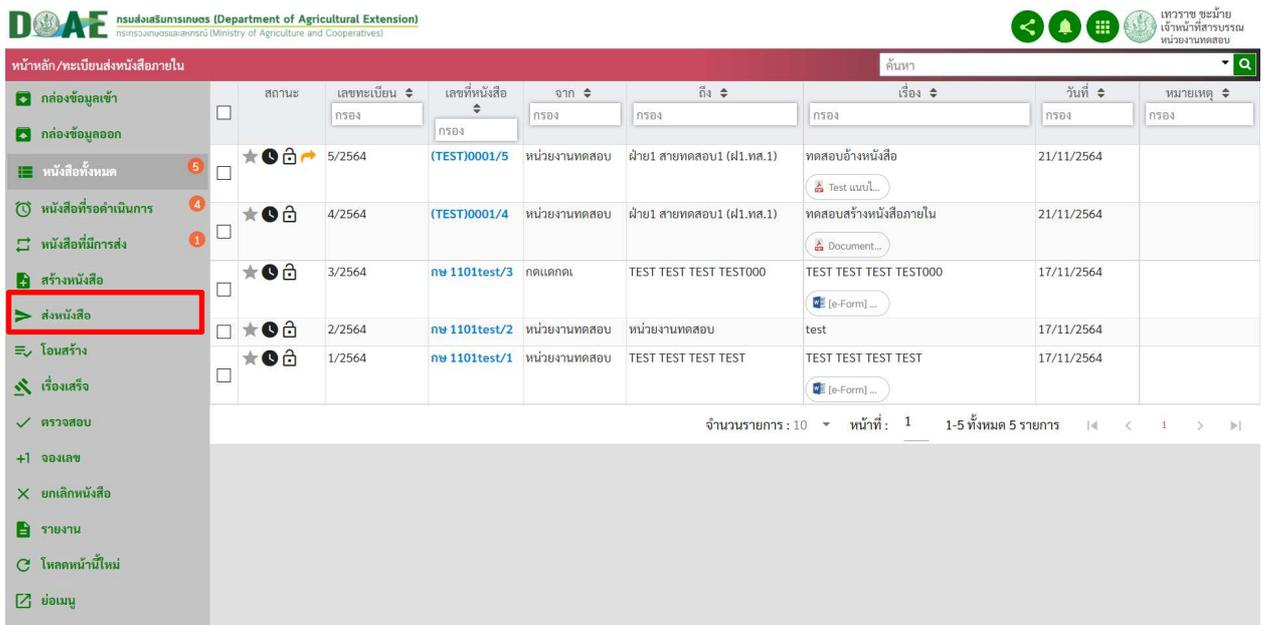 DOAE กรมส่งเสริมการเกษตร (Department of Agricultural Extension)
กระทรวงเกษตรและสหกรณ์ (Ministry of Agriculture and Cooperatives)
เทวราช ชะม้าย
เจ้าหน้าที่สารบรรณ
หน่วยงานทดสอบ
หน้าหลัก/ทะเบียนส่งหนังสือภายใน
ค้นหา
กล่องข้อมูลเข้า
กล่องข้อมูลออก
หนังสือทั้งหมด 5
หนังสือที่รอดำเนินการ 4
หนังสือที่มีการส่ง 1
สร้างหนังสือ
ส่งหนังสือ
โอนสร้าง
เรื่องเสร็จ
ตรวจสอบ
+1 จองเลข
ยกเลิกหนังสือ
รายงาน
โหลดหน้านี้ใหม่
ย่อเมนู
สถานะ เลขทะเบียน เลขที่หนังสือ จาก ถึง เรื่อง วันที่ หมายเหตุ
กรอง กรอง กรอง กรอง กรอง กรอง กรอง
5/2564 (TEST)0001/5 หน่วยงานทดสอบ ฝ่าย1 สายทดสอบ1 (ฝ1.ทส.1) ทดสอบอ้างหนังสือ 21/11/2564
Test แนบไ...
4/2564 (TEST)0001/4 หน่วยงานทดสอบ ฝ่าย1 สายทดสอบ1 (ฝ1.ทส.1) ทดสอบสร้างหนังสือภายใน 21/11/2564
Document...
3/2564 กษ 1101test/3 กดแดกดเ TEST TEST TEST TEST000 TEST TEST TEST TEST000 17/11/2564
[e-Form] ...
2/2564 กษ 1101test/2 หน่วยงานทดสอบ หน่วยงานทดสอบ test 17/11/2564
1/2564 กษ 1101test/1 หน่วยงานทดสอบ TEST TEST TEST TEST TEST TEST TEST TEST 17/11/2564
[e-Form] ...
จำนวนรายการ : 10 หน้าที่ : 1 1-5 ทั้งหมด 5 รายการ 1